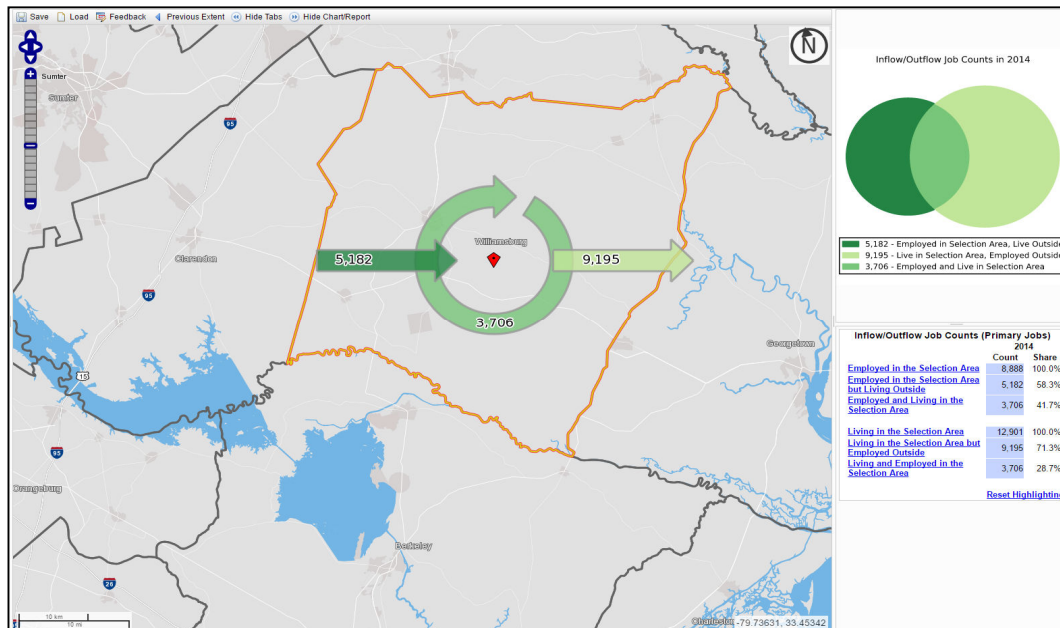 Save Load Feedback Previous Extent Hide Tabs Hide Chart/Report
N
Sumter
Sumter
95
Williamsburg
Clarendon
5,182
9,195
3,706
95
15
Georgetown
95
Orangeburg
Berkeley
26
10 km
10 mi
Charleston
-79.73631, 33.45342
Inflow/Outflow Job Counts in 2014
5,182 - Employed in Selection Area, Live Outside
9,195 - Live in Selection Area, Employed Outside
3,706 - Employed and Live in Selection Area
Inflow/Outflow Job Counts (Primary Jobs)
2014
Count Share
Employed in the Selection Area 8,888 100.0%
Employed in the Selection Area
but Living Outside 5,182 58.3%
Employed and Living in the
Selection Area 3,706 41.7%
Living in the Selection Area 12,901 100.0%
Living in the Selection Area but
Employed Outside 9,195 71.3%
Living and Employed in the
Selection Area 3,706 28.7%
Reset Highlighting